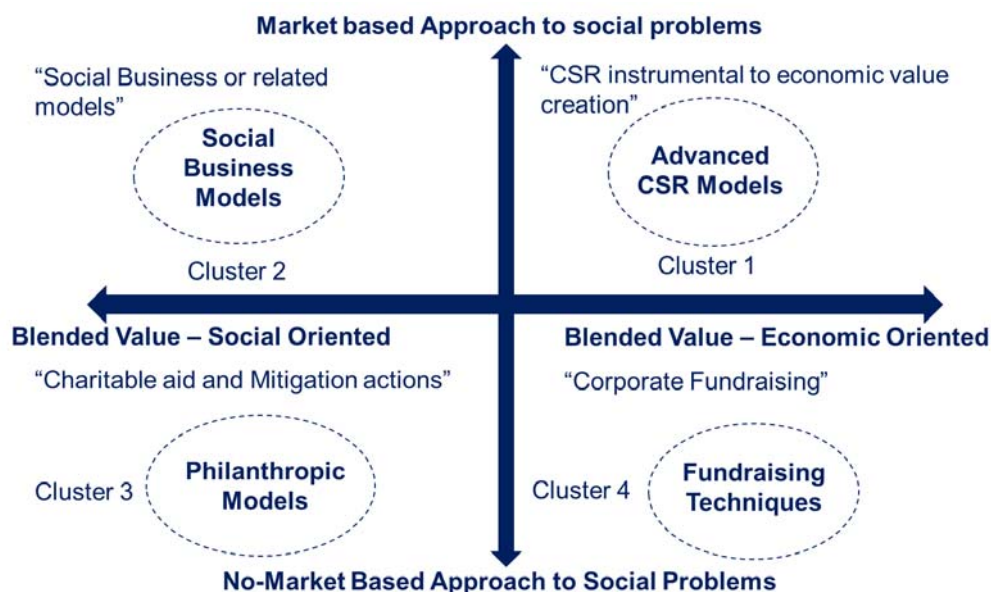 Market based Approach to social problems
“Social Business or related
models”
Social
Business
Models
Cluster 2
“CSR instrumental to economic value
creation”
Advanced
CSR Models
Cluster 1
Blended Value – Social Oriented
Blended Value – Economic Oriented
“Charitable aid and Mitigation actions”
Philanthropic
Models
Cluster 3
“Corporate Fundraising”
Fundraising
Techniques
Cluster 4
No-Market Based Approach to Social Problems